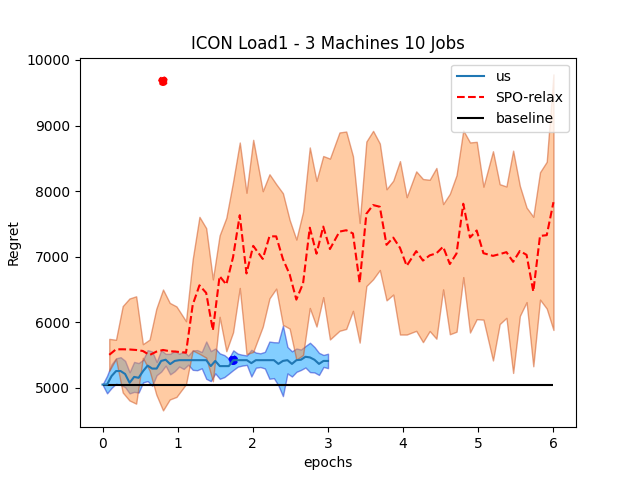 ICON Load1 - 3 Machines 10 Jobs
us
SPO-relax
baseline
10000
9000
8000
7000
6000
5000
Regret
0 1 2 3 4 5 6
epochs